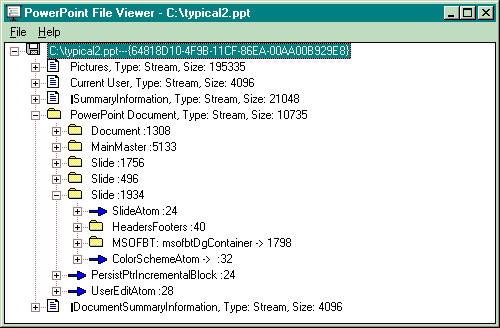 PowerPoint File Viewer - C:\typical2.ppt
File Help
C:\typical2.ppt---{64818D10-4F9B-11CF-86EA-00AA00B929E8}
Pictures, Type: Stream, Size: 195335
Current User, Type: Stream, Size: 4096
|SummaryInformation, Type: Stream, Size: 21048
PowerPoint Document, Type: Stream, Size: 10735
Document :1308
MainMaster :5133
Slide :1756
Slide :496
Slide :1934
SlideAtom :24
HeadersFooters :40
MSOFBT: msofbtDgContainer -> 1798
ColorSchemeAtom -> :32
PersistPtrIncrementalBlock :24
UserEditAtom :28
|DocumentSummaryInformation, Type: Stream, Size: 4096